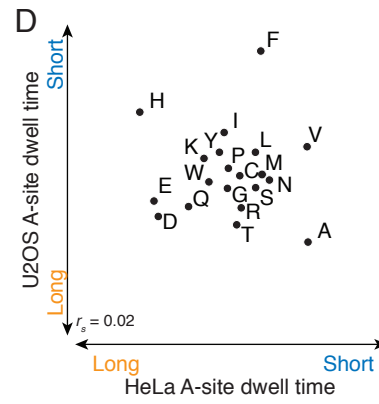 D
Short
U2OS A-site dwell time
Long
F
H
I
V
K
Y
L
P
C
M
W
N
E
G
S
Q
R
D
T
A
rs = 0.02
Long
Short
HeLa A-site dwell time